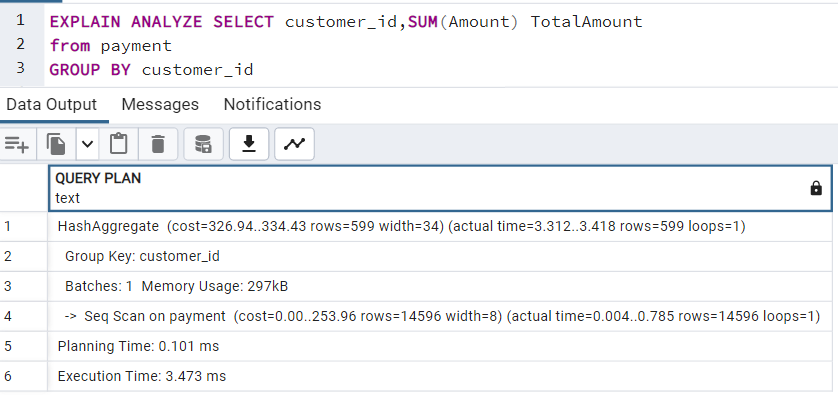 1 EXPLAIN ANALYZE SELECT customer_id,SUM(Amount) TotalAmount
2 from payment
3 GROUP BY customer_id
Data Output Messages Notifications
QUERY PLAN
text
1 HashAggregate (cost=326.94..334.43 rows=599 width=34) (actual time=3.312..3.418 rows=599 loops=1)
2 Group Key: customer_id
3 Batches: 1 Memory Usage: 297kB
4 -> Seq Scan on payment (cost=0.00..253.96 rows=14596 width=8) (actual time=0.004..0.785 rows=14596 loops=1)
5 Planning Time: 0.101 ms
6 Execution Time: 3.473 ms